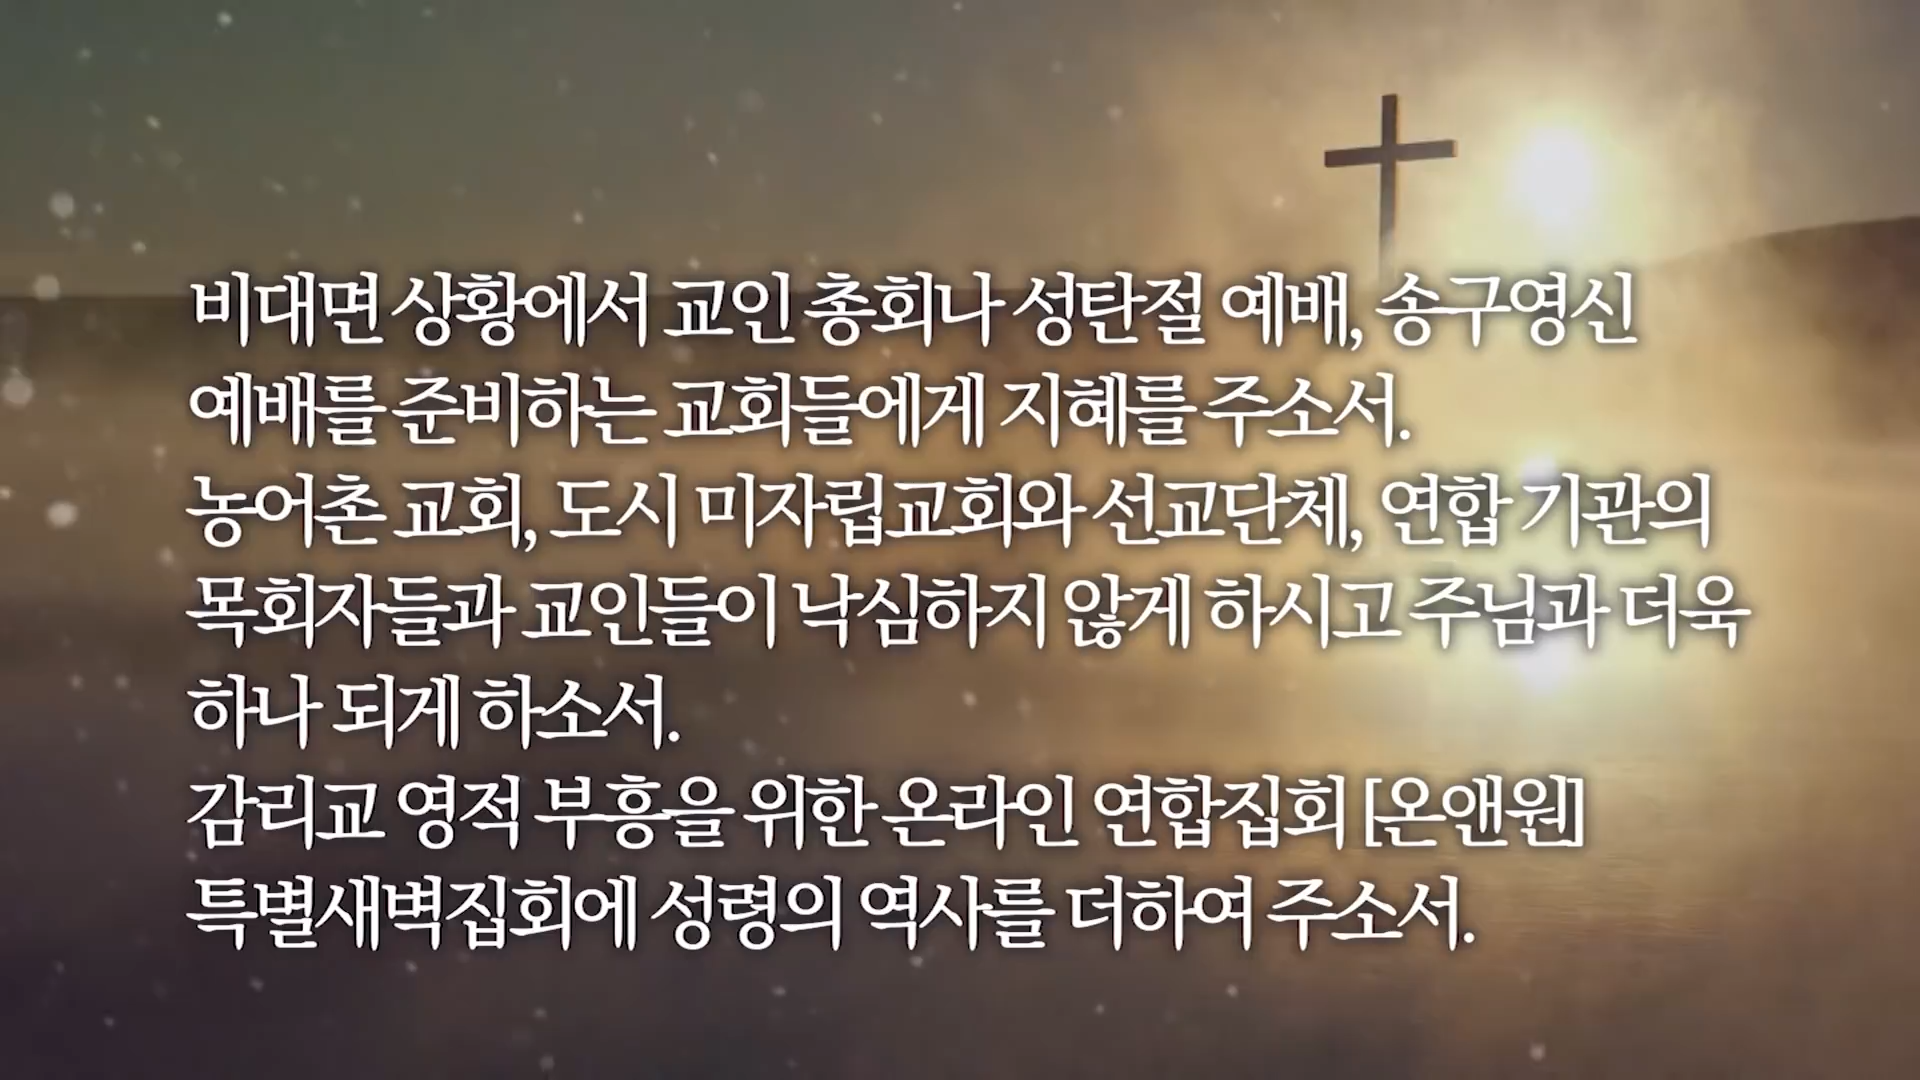 비대면 상황에서 교인 총회나 성탄절 예배, 송구영신
예배를 준비하는 교회들에게 지혜를 주소서.
농어촌 교회, 도시 미자립교회와 선교단체, 연합 기관의
목회자들과 교인들이 낙심하지 않게 하시고 주님과 더욱
하나 되게 하소서.
감리교 영적 부흥을 위한 온라인 연합집회 [온앤원]
특별새벽집회에 성령의 역사를 더하여 주소서.